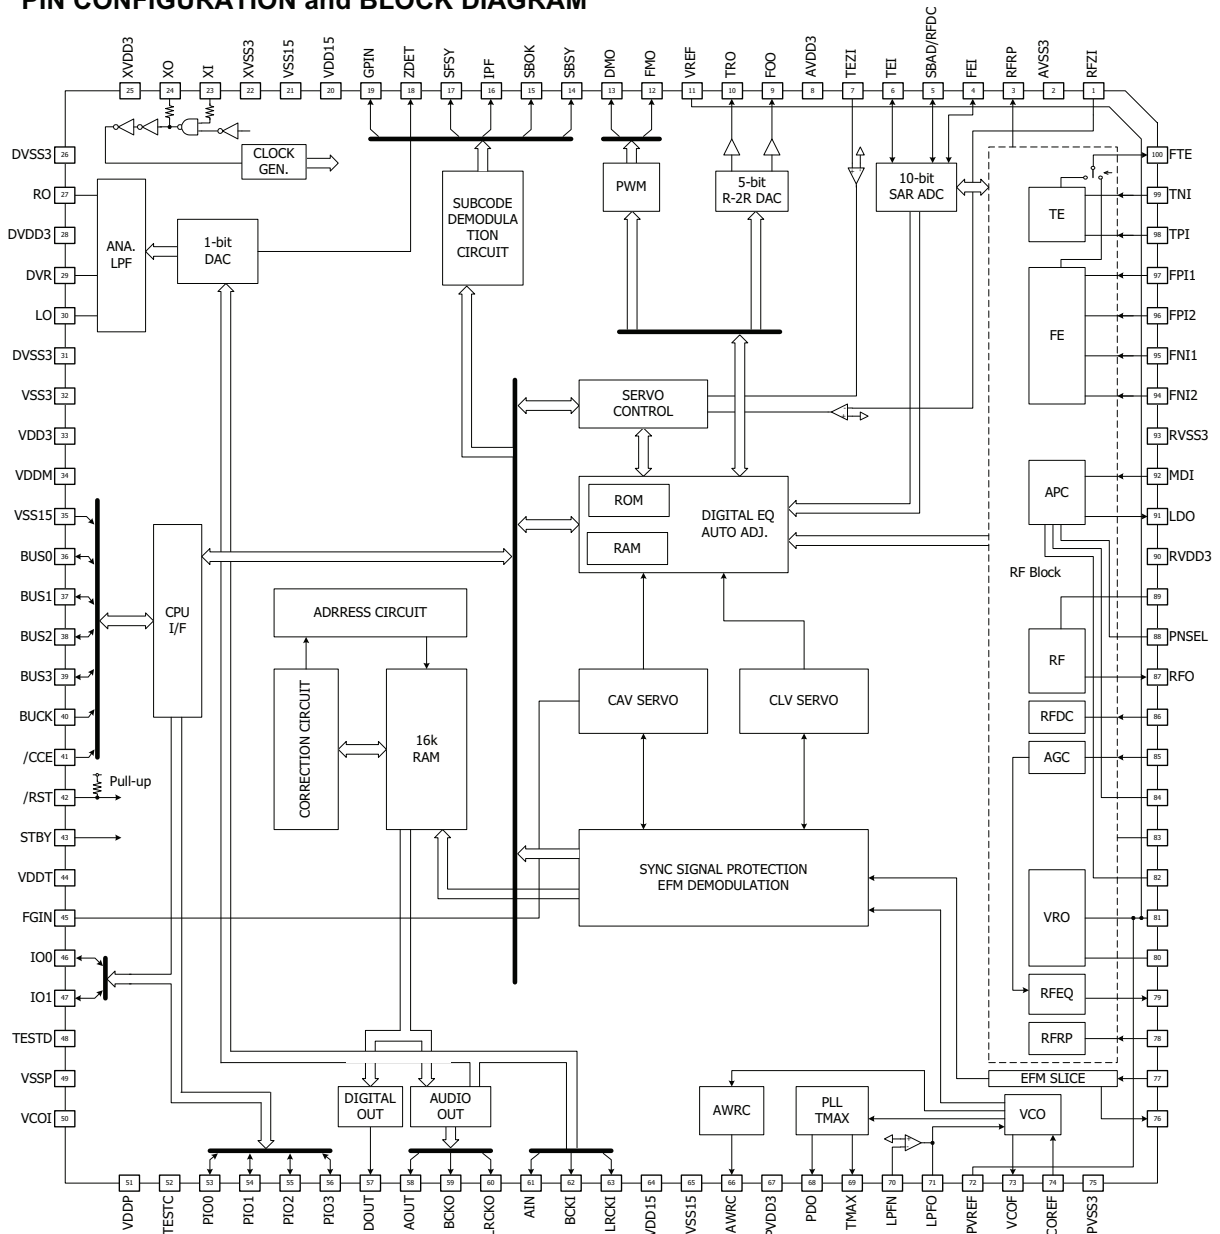 PIN CONFIGURATION and BLOCK DIAGRAM
XVDD3
XO
XI
XVSS3
VSS15
VDD15
GPIN
ZDET
SFSY
IPF
SBOK
SBSY
DMO
FMO
VREF
TRO
FOO
AVDD3
TEZI
TEI
SBAD/RFDC
FEI
RFRP
AVSS3
RFZI
25
24
23
22
21
20
19
18
17
16
15
14
13
12
11
10
9
8
7
6
5
4
3
2
1
DVSS3 26
RO 27
DVDD3 28
DVR 29
LO 30
DVSS3 31
VSS3 32
VDD3 33
VDDM 34
VSS15 35
BUS0 36
BUS1 37
BUS2 38
BUS3 39
BUCK 40
/CCE 41
/RST 42
STBY 43
VDDT 44
FGIN 45
IO0 46
IO1 47
TESTD 48
VSSP 49
VCOI 50
CLOCK
GEN.
ANA.
LPF
1-bit
DAC
SUBCODE
DEMODULA
TION
CIRCUIT
PWM
5-bit
R-2R DAC
10-bit
SAR ADC
TE
FE
SERVO
CONTROL
ROM
RAM
DIGITAL EQ
AUTO ADJ.
APC
RF Block
CPU
I/F
ADRRESS CIRCUIT
CORRECTION CIRCUIT
16k
RAM
CAV SERVO
CLV SERVO
RF
RFDC
AGC
Pull-up
SYNC SIGNAL PROTECTION
EFM DEMODULATION
VRO
RFEQ
RFRP
EFM SLICE
DIGITAL
OUT
AUDIO
OUT
AWRC
PLL
TMAX
VCO
100 FTE
99 TNI
98 TPI
97 FPI1
96 FPI2
95 FNI1
94 FNI2
93 RVSS3
92 MDI
91 LDO
90 RVDD3
89
88 PNSEL
87 RFO
86
85
84
83
82
81
80
79
78
77
76
51
52
53
54
55
56
57
58
59
60
61
62
63
64
65
66
67
68
69
70
71
72
73
74
75
VDDP
TESTC
PIO0
PIO1
PIO2
PIO3
DOUT
AOUT
BCKO
LRCKO
AIN
BCKI
LRCKI
VDD15
VSS15
AWRC
PVDD3
PDO
TMAX
LPFN
LPFO
PVREF
VCOF
COREF
PVSS3